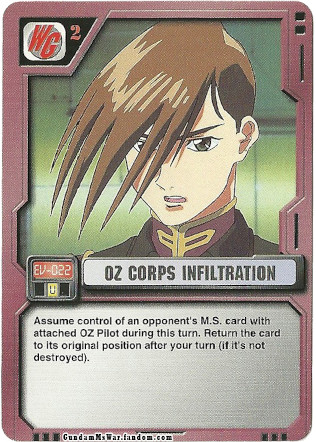 WG 2
EV-022
U
OZ CORPS INFILTRATION
Assume control of an opponent's M.S. card with
attached OZ Pilot during this turn. Return the card
to its original position after your turn (if it's not
destroyed).
GundamMsWar.fandom.com